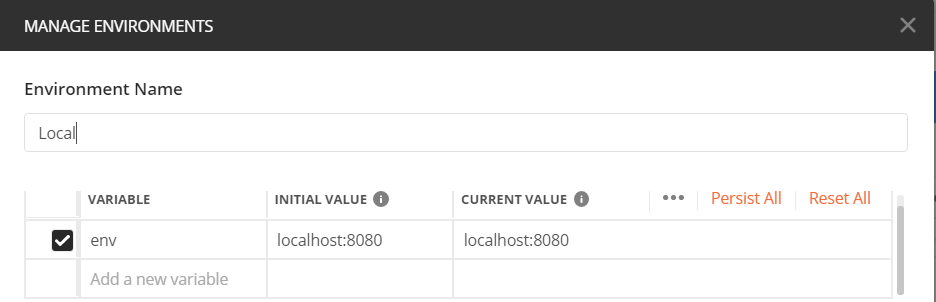 MANAGE ENVIRONMENTS
Environment Name
Local
VARIABLE INITIAL VALUE CURRENT VALUE Persist All Reset All
env localhost:8080 localhost:8080
Add a new variable